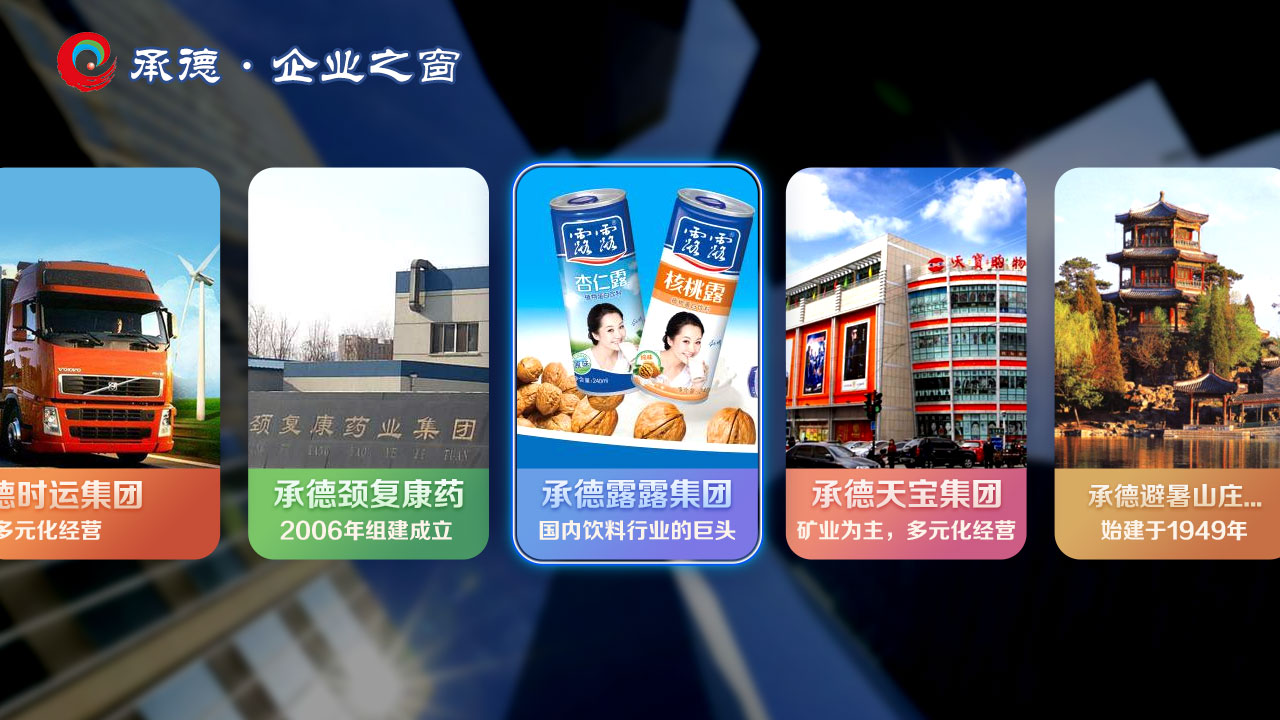 承德·企业之窗
德时运集团
多元化经营
颈复康药业集团
承德颈复康药
2006年组建成立
露露
杏仁露
240ml
露露
核桃露
承德露露集团
国内饮料行业的巨头
天寶购物
承德天宝集团
矿业为主，多元化经营
承德避暑山庄...
始建于1949年
VOLVO